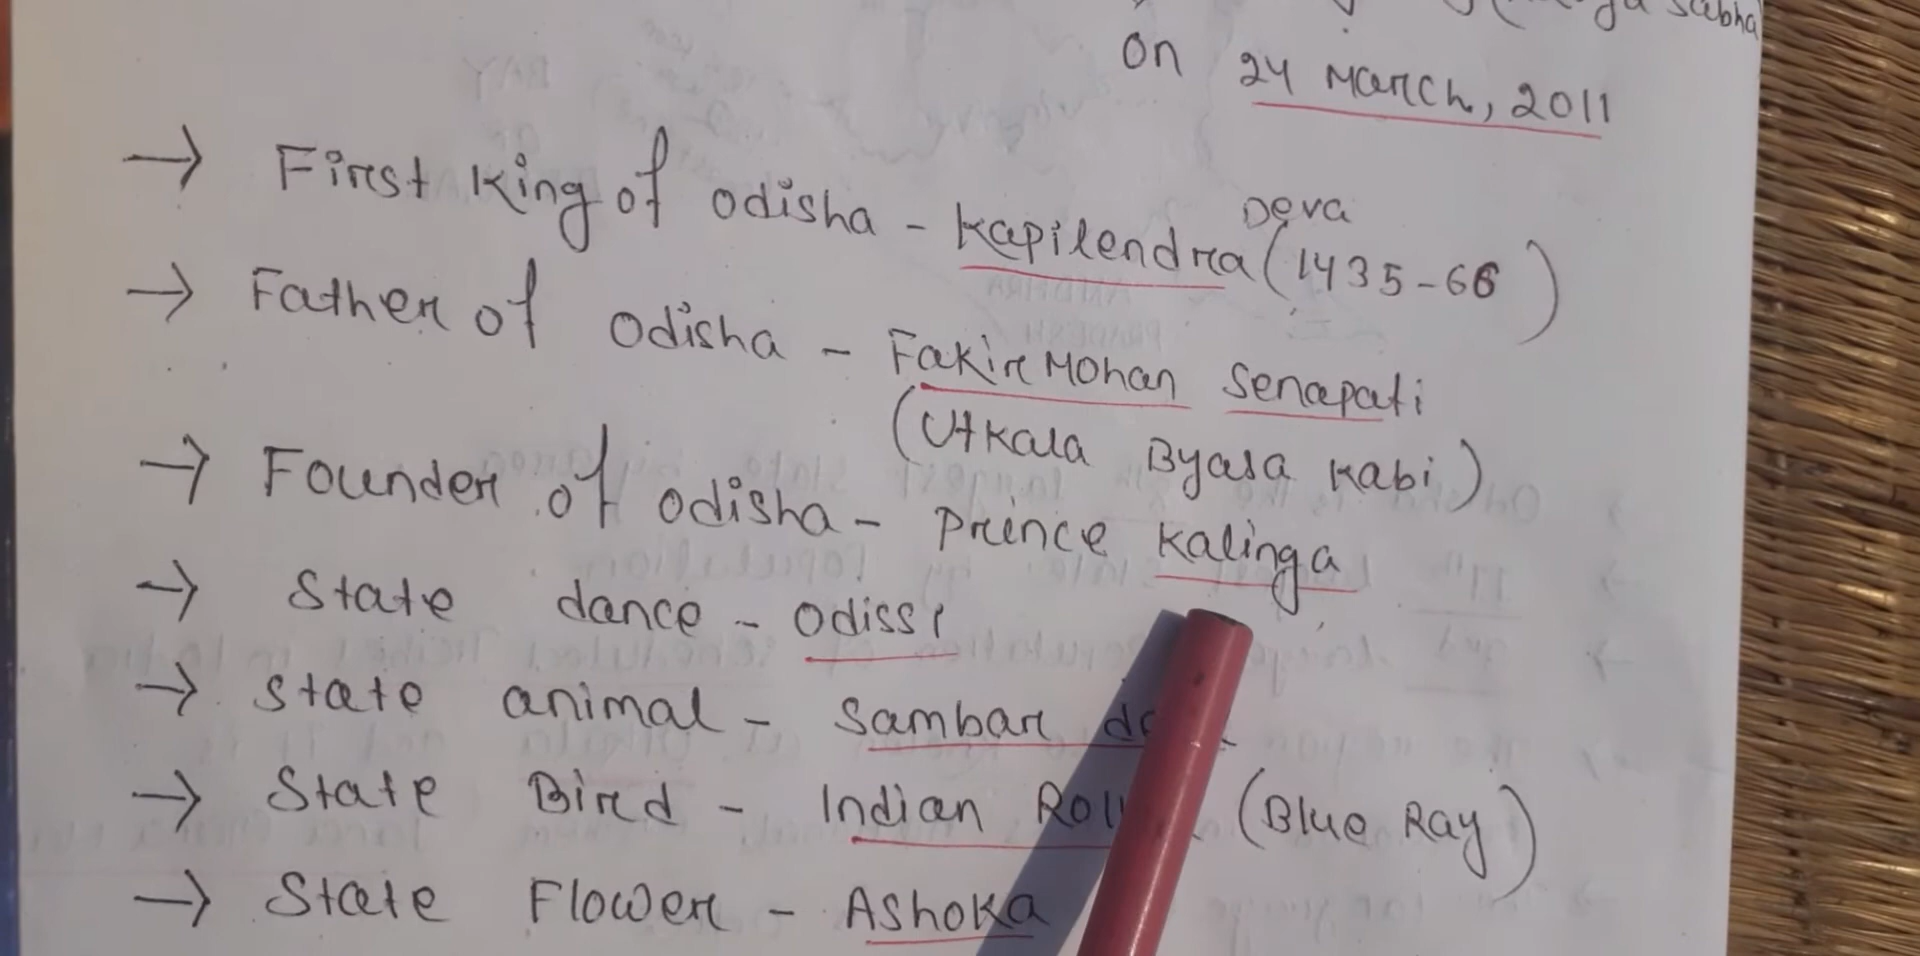 sabha
on 24 March, 2011
→ First king of odisha - Kapilendra Deva (1435-66)
→ Father of odisha - Fakir Mohan Senapati
(Utkala Byasa Kabi)
→ Founder of odisha - Prince Kalinga
→ State dance - Odissi
→ State animal - Sambar
→ State Bird - Indian (Blue Ray)
→ State Flower - Ashoka